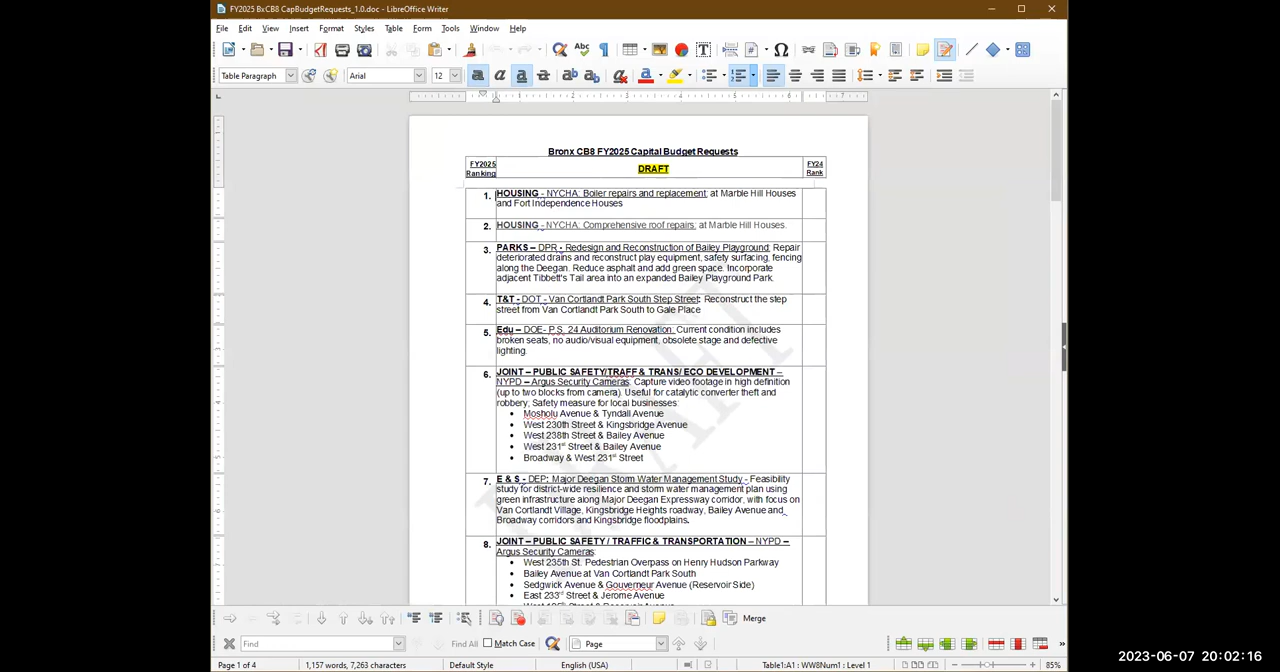 FY2025 BxCB8 CapBudgetRequests_1.0.doc - LibreOffice Writer
File Edit View Insert Format Styles Table Form Tools Window Help
Table Paragraph Arial 12
Bronx CB8 FY2025 Capital Budget Requests
FY2025 Ranking DRAFT FY24 Rank
1. HOUSING - NYCHA: Boiler repairs and replacement: at Marble Hill Houses
and Fort Independence Houses
2. HOUSING - NYCHA: Comprehensive roof repairs: at Marble Hill Houses.
3. PARKS – DPR - Redesign and Reconstruction of Bailey Playground: Repair
deteriorated drains and reconstruct play equipment, safety surfacing, fencing
along the Deegan. Reduce asphalt and add green space. Incorporate
adjacent Tibbett's Tail area into an expanded Bailey Playground Park.
4. T&T - DOT - Van Cortlandt Park South Step Street: Reconstruct the step
street from Van Cortlandt Park South to Gale Place
5. Edu – DOE- P.S. 24 Auditorium Renovation: Current condition includes
broken seats, no audio/visual equipment, obsolete stage and defective
lighting.
6. JOINT – PUBLIC SAFETY/TRAFF & TRANS/ ECO DEVELOPMENT –
NYPD – Argus Security Cameras: Capture video footage in high definition
(up to two blocks from camera). Useful for catalytic converter theft and
robbery; Safety measure for local businesses:
• Mosholu Avenue & Tyndall Avenue
• West 230th Street & Kingsbridge Avenue
• West 238th Street & Bailey Avenue
• West 231st Street & Bailey Avenue
• Broadway & West 231st Street
7. E & S - DEP: Major Deegan Storm Water Management Study - Feasibility
study for district-wide resilience and storm water management plan using
green infrastructure along Major Deegan Expressway corridor, with focus on
Van Cortlandt Village, Kingsbridge Heights roadway, Bailey Avenue and
Broadway corridors and Kingsbridge floodplains.
8. JOINT – PUBLIC SAFETY / TRAFFIC & TRANSPORTATION – NYPD –
Argus Security Cameras:
• West 235th St. Pedestrian Overpass on Henry Hudson Parkway
• Bailey Avenue at Van Cortlandt Park South
• Sedgwick Avenue & Gouverneur Avenue (Reservoir Side)
• East 233rd Street & Jerome Avenue
Merge
Find Find All Match Case Page
Page 1 of 4 1,157 words, 7,263 characters Default Style English (USA) Table1:A1 : WW8Num1 : Level 1 85%
2023-06-07 20:02:16